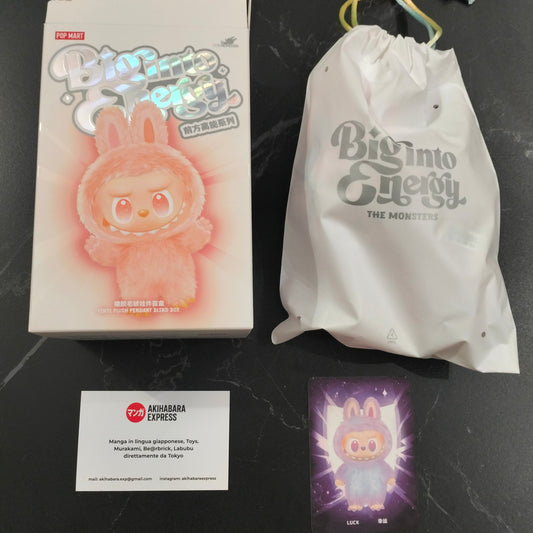 POP MART
Big into
Energy
前方高能系列
搪胶毛绒挂件盲盒
VINYL PLUSH PENDANT BLIND BOX
Big into
Energy
THE MONSTERS
マンガ
AKIHABARA
EXPRESS
Manga in lingua giapponese, Toys,
Murakami, Be@rbrick, Labubu
direttamente da Tokyo
mail: akihabara.exp@gmail.com instagram: akihabaraexpress
LUCK 幸福